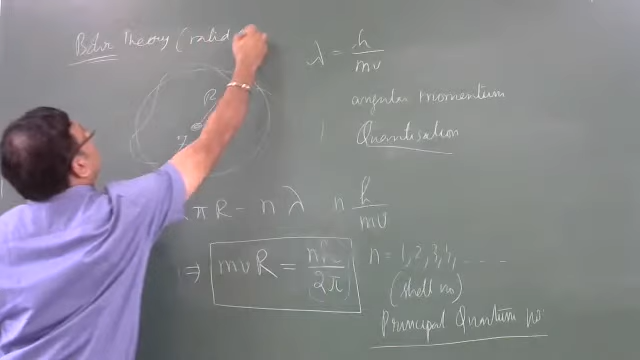 Bohr Theory (valid
λ = h/mv
angular momentum
Quantisation
R
πR - nλ n h/mv
⇒ mvR = nh/2π
n = 1, 2, 3, 4, . . . . -
(shell no)
Principal Quantum no: